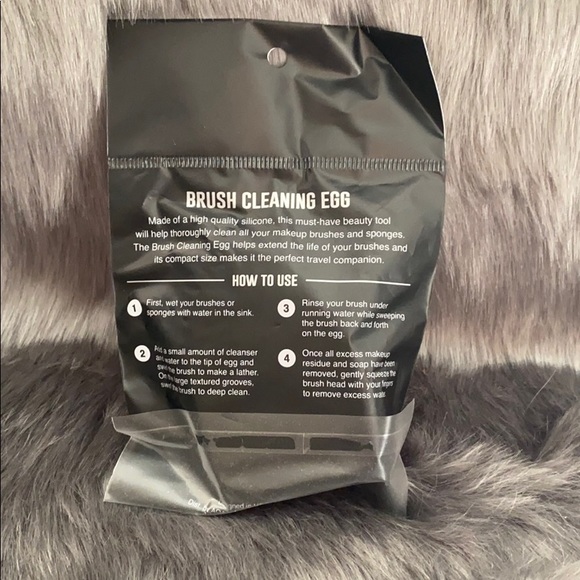 BRUSH CLEANING EGG
Made of a high quality silicone, this must-have beauty tool
will help thoroughly clean all your makeup brushes and sponges.
The Brush Cleaning Egg helps extend the life of your brushes and
its compact size makes it the perfect travel companion.
HOW TO USE
1 First, wet your brushes or
sponges with water in the sink.
2 Add a small amount of cleanser
and water to the tip of egg and
swirl the brush to make a lather.
On the large textured grooves,
swirl the brush to deep clean.
3 Rinse your brush under
running water while sweeping
the brush back and forth
on the egg.
4 Once all excess makeup
residue and soap have been
removed, gently squeeze the
brush head with your fingers
to remove excess water.